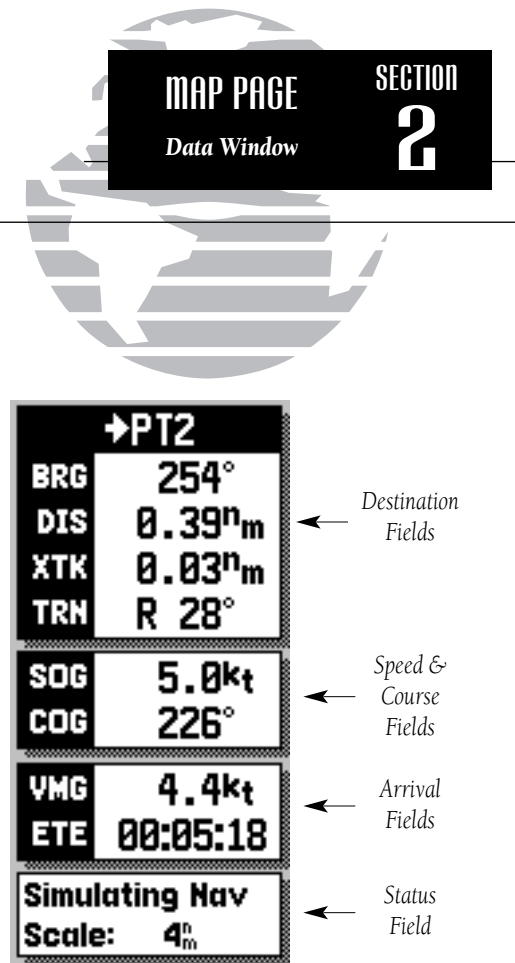 MAP PAGE
Data Window
SECTION
2
→PT2
BRG 254°
DIS 0.39nm
XTK 0.03nm
TRN R 28°
Destination
Fields
SOG 5.0kt
COG 226°
Speed &
Course
Fields
VMG 4.4kt
ETE 00:05:18
Arrival
Fields
Simulating Nav
Scale: 4nm
Status
Field